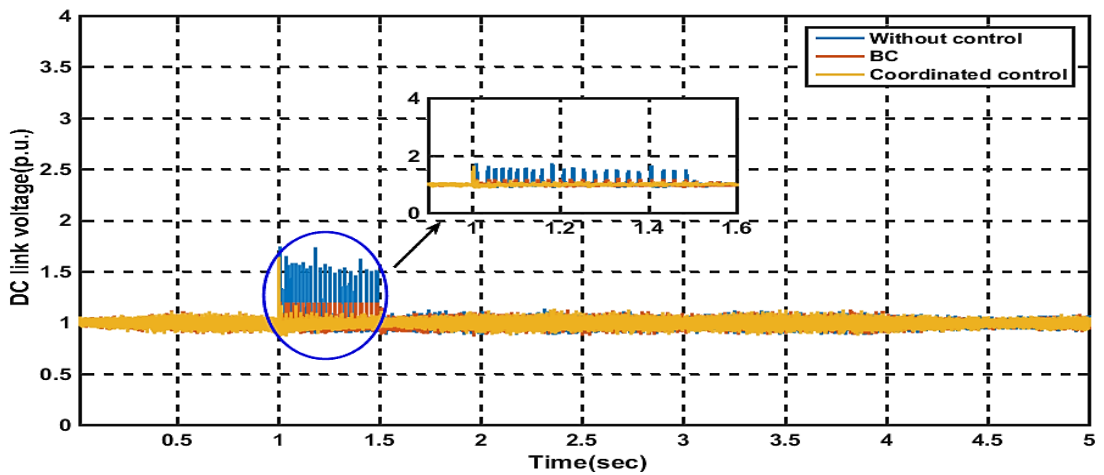 4
3.5
3
2.5
2
1.5
1
0.5
0
DC link voltage(p.u.)
Without control
BC
Coordinated control
4
2
0
1 1.2 1.4 1.6
0.5 1 1.5 2 2.5 3 3.5 4 4.5 5
Time(sec)